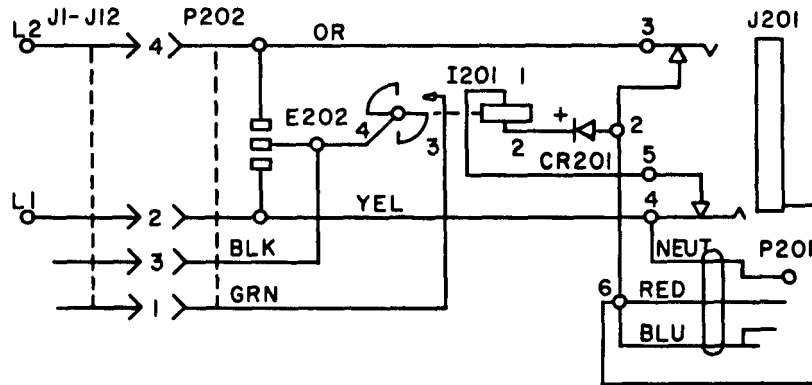 L2 J1-J12 P202 OR 3 J201
4
E202 4 I201 1
3 + 2
2 CR201
5
L1 2 YEL 4
3 BLK NEUT P201
1 GRN 6 RED
BLU